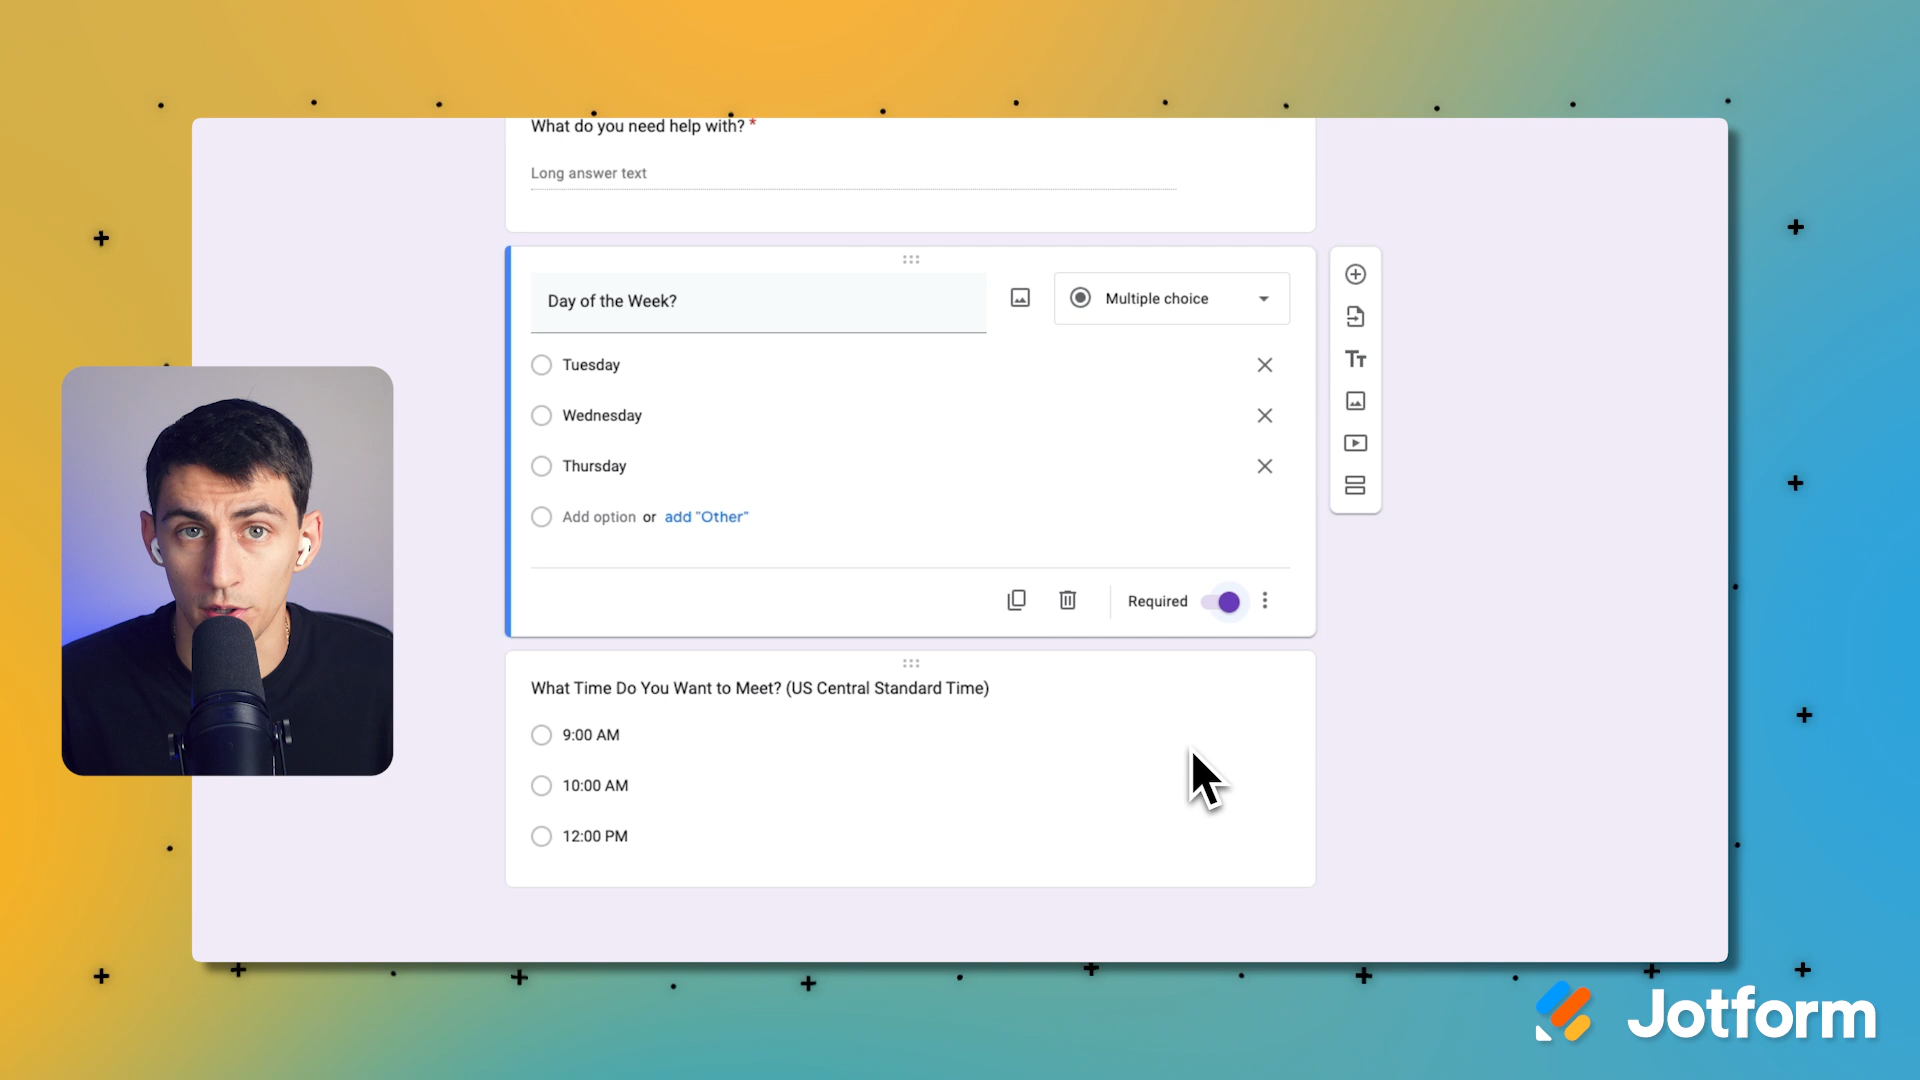 What do you need help with? *
Long answer text
Day of the Week?
Multiple choice
Tuesday
Wednesday
Thursday
Add option or add "Other"
Required
What Time Do You Want to Meet? (US Central Standard Time)
9:00 AM
10:00 AM
12:00 PM
Jotform